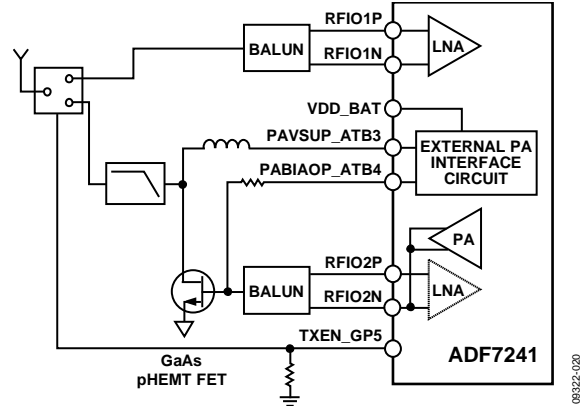 RFIO1P
BALUN
LNA
RFIO1N
VDD_BAT
PAVSUP_ATB3
EXTERNAL PA
INTERFACE
CIRCUIT
PABIAOP_ATB4
PA
RFIO2P
BALUN
LNA
RFIO2N
TXEN_GP5
ADF7241
GaAs
pHEMT FET
09322-020